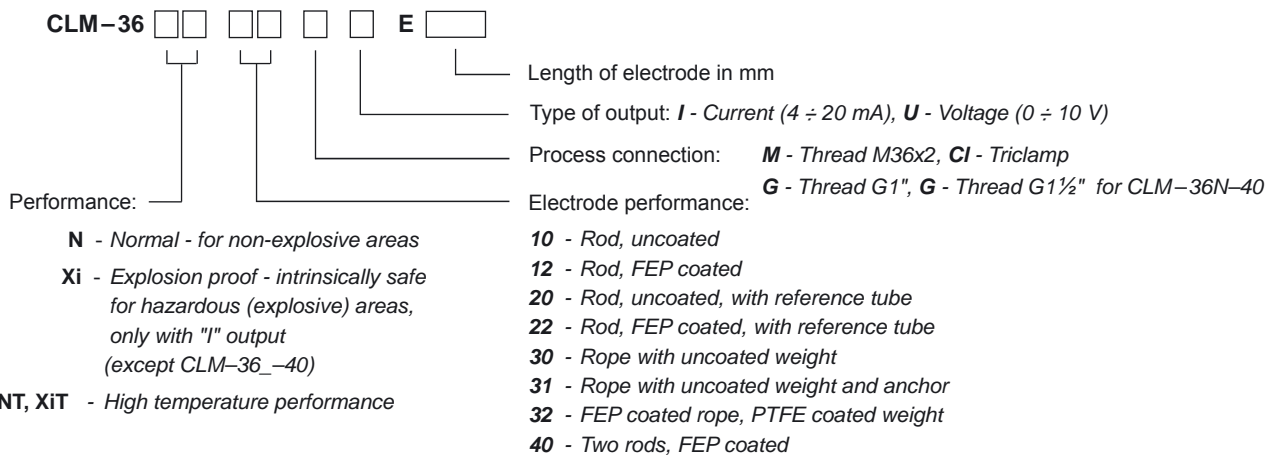 CLM–36 E
Length of electrode in mm
Type of output: I - Current (4 ÷ 20 mA), U - Voltage (0 ÷ 10 V)
Process connection: M - Thread M36x2, Cl - Triclamp
G - Thread G1", G - Thread G1½" for CLM–36N–40
Performance:
N - Normal - for non-explosive areas
Xi - Explosion proof - intrinsically safe
for hazardous (explosive) areas,
only with "I" output
(except CLM–36_–40)
NT, XiT - High temperature performance
Electrode performance:
10 - Rod, uncoated
12 - Rod, FEP coated
20 - Rod, uncoated, with reference tube
22 - Rod, FEP coated, with reference tube
30 - Rope with uncoated weight
31 - Rope with uncoated weight and anchor
32 - FEP coated rope, PTFE coated weight
40 - Two rods, FEP coated